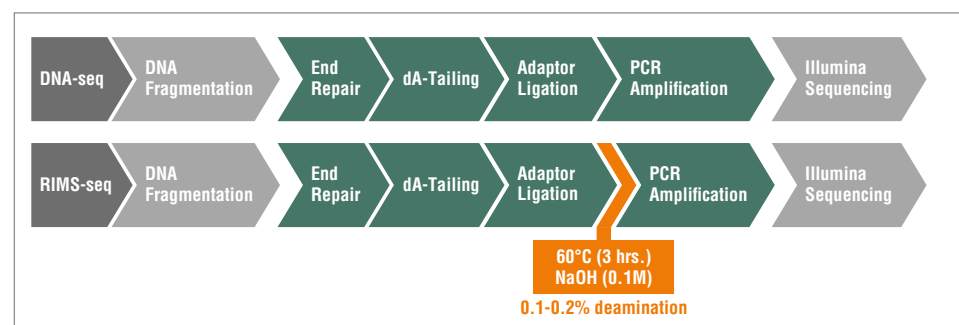 DNA-seq
DNA
Fragmentation
End
Repair
dA-Tailing
Adaptor
Ligation
PCR
Amplification
Illumina
Sequencing
RIMS-seq
DNA
Fragmentation
End
Repair
dA-Tailing
Adaptor
Ligation
PCR
Amplification
Illumina
Sequencing
60°C (3 hrs.)
NaOH (0.1M)
0.1-0.2% deamination